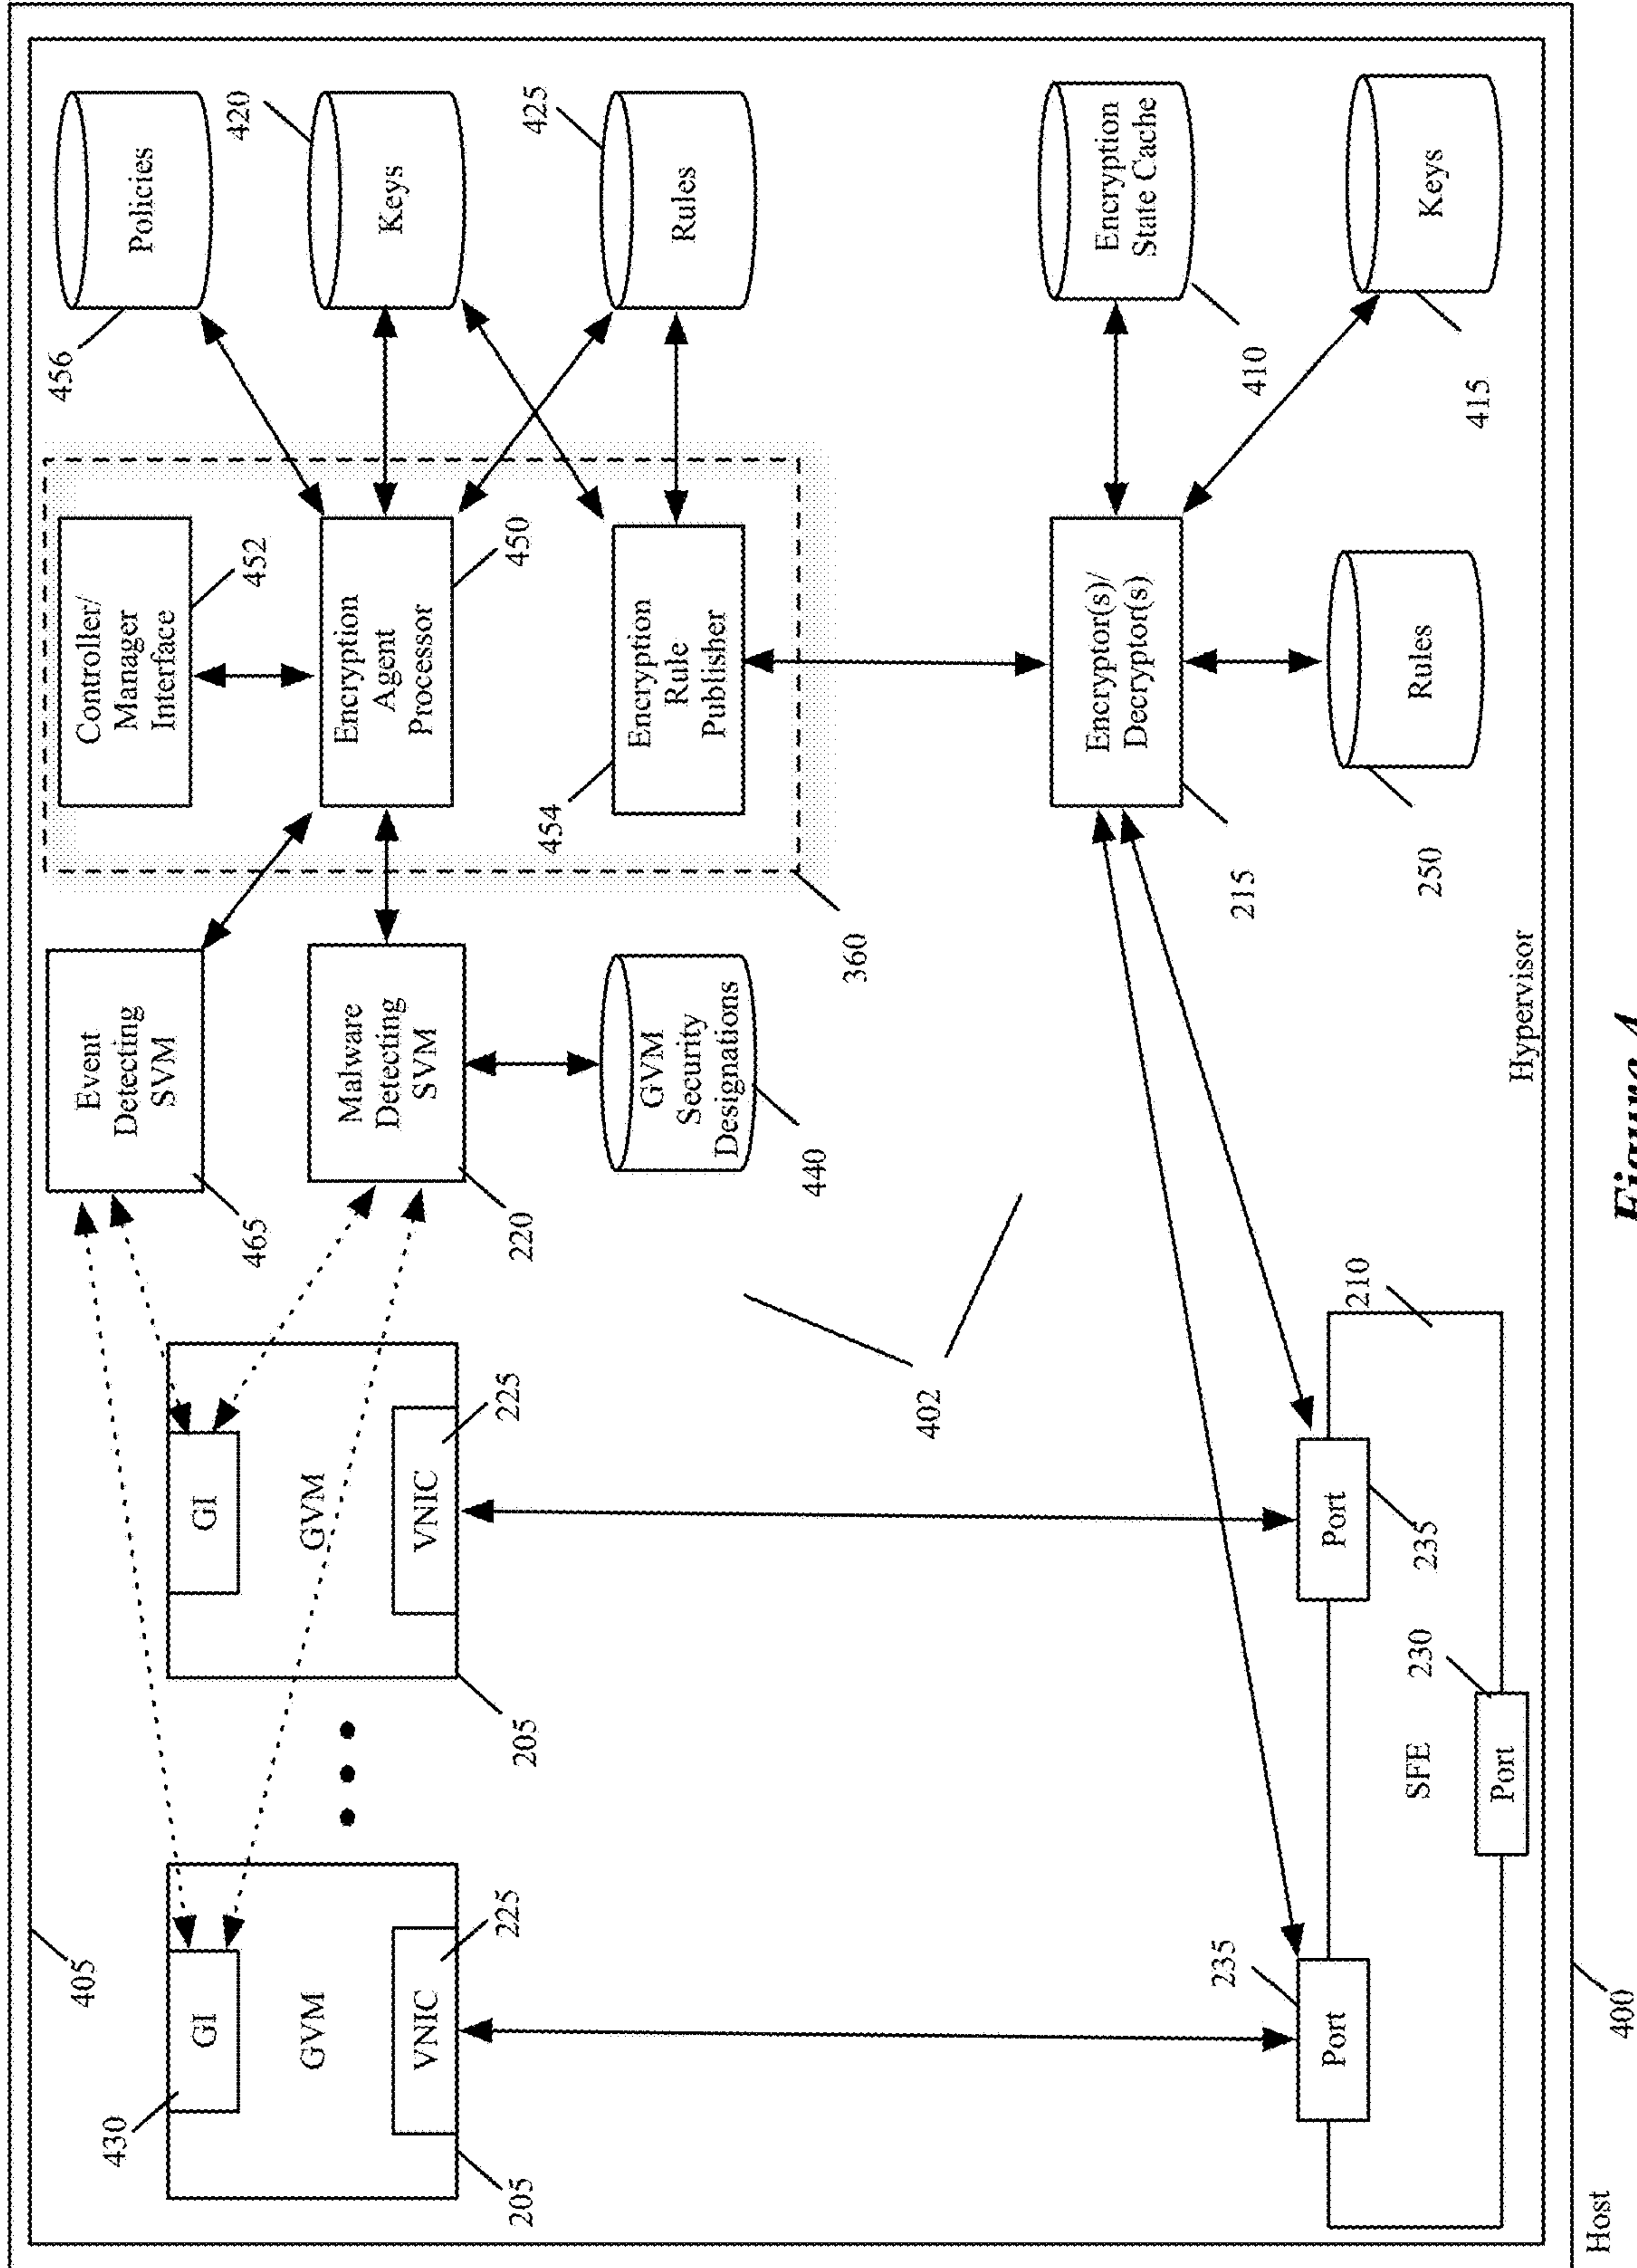 405
430
GI
GI
Event
Detecting
SVM
465
Controller/
Manager
Interface
452
456
Policies
GVM
GVM
Malware
Detecting
SVM
220
Encryption
Agent
Processor
450
420
Keys
VNIC
225
VNIC
225
205
205
GVM
Security
Designations
440
454
Encryption
Rule
Publisher
425
Rules
360
402
Encryptor(s)/
Decryptor(s)
215
Encryption
State Cache
410
235
Port
Port
235
210
Rules
250
Keys
415
SFE
230
Port
Hypervisor
Host
400
Figure 4